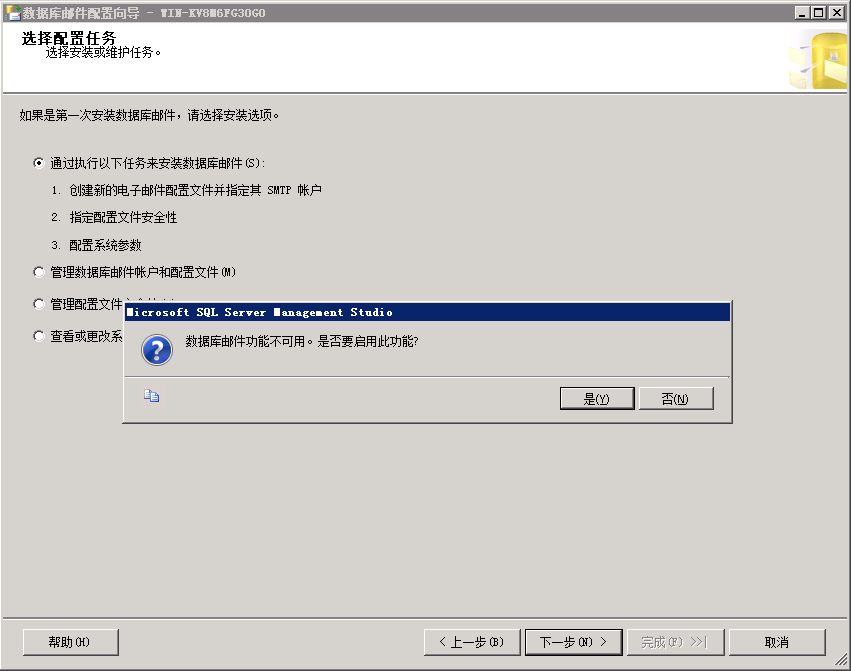 数据库邮件配置向导 - WIN-KV8M6FG3OGO
选择配置任务
选择安装或维护任务。
如果是第一次安装数据库邮件，请选择安装选项。
通过执行以下任务来安装数据库邮件(S):
1. 创建新的电子邮件配置文件并指定其 SMTP 帐户
2. 指定配置文件安全性
3. 配置系统参数
管理数据库邮件帐户和配置文件(M)
管理配置文件
查看或更改系
Microsoft SQL Server Management Studio
数据库邮件功能不可用。是否要启用此功能?
是(Y)
否(N)
帮助(H)
< 上一步(B)
下一步(N) >
完成(F) >>|
取消